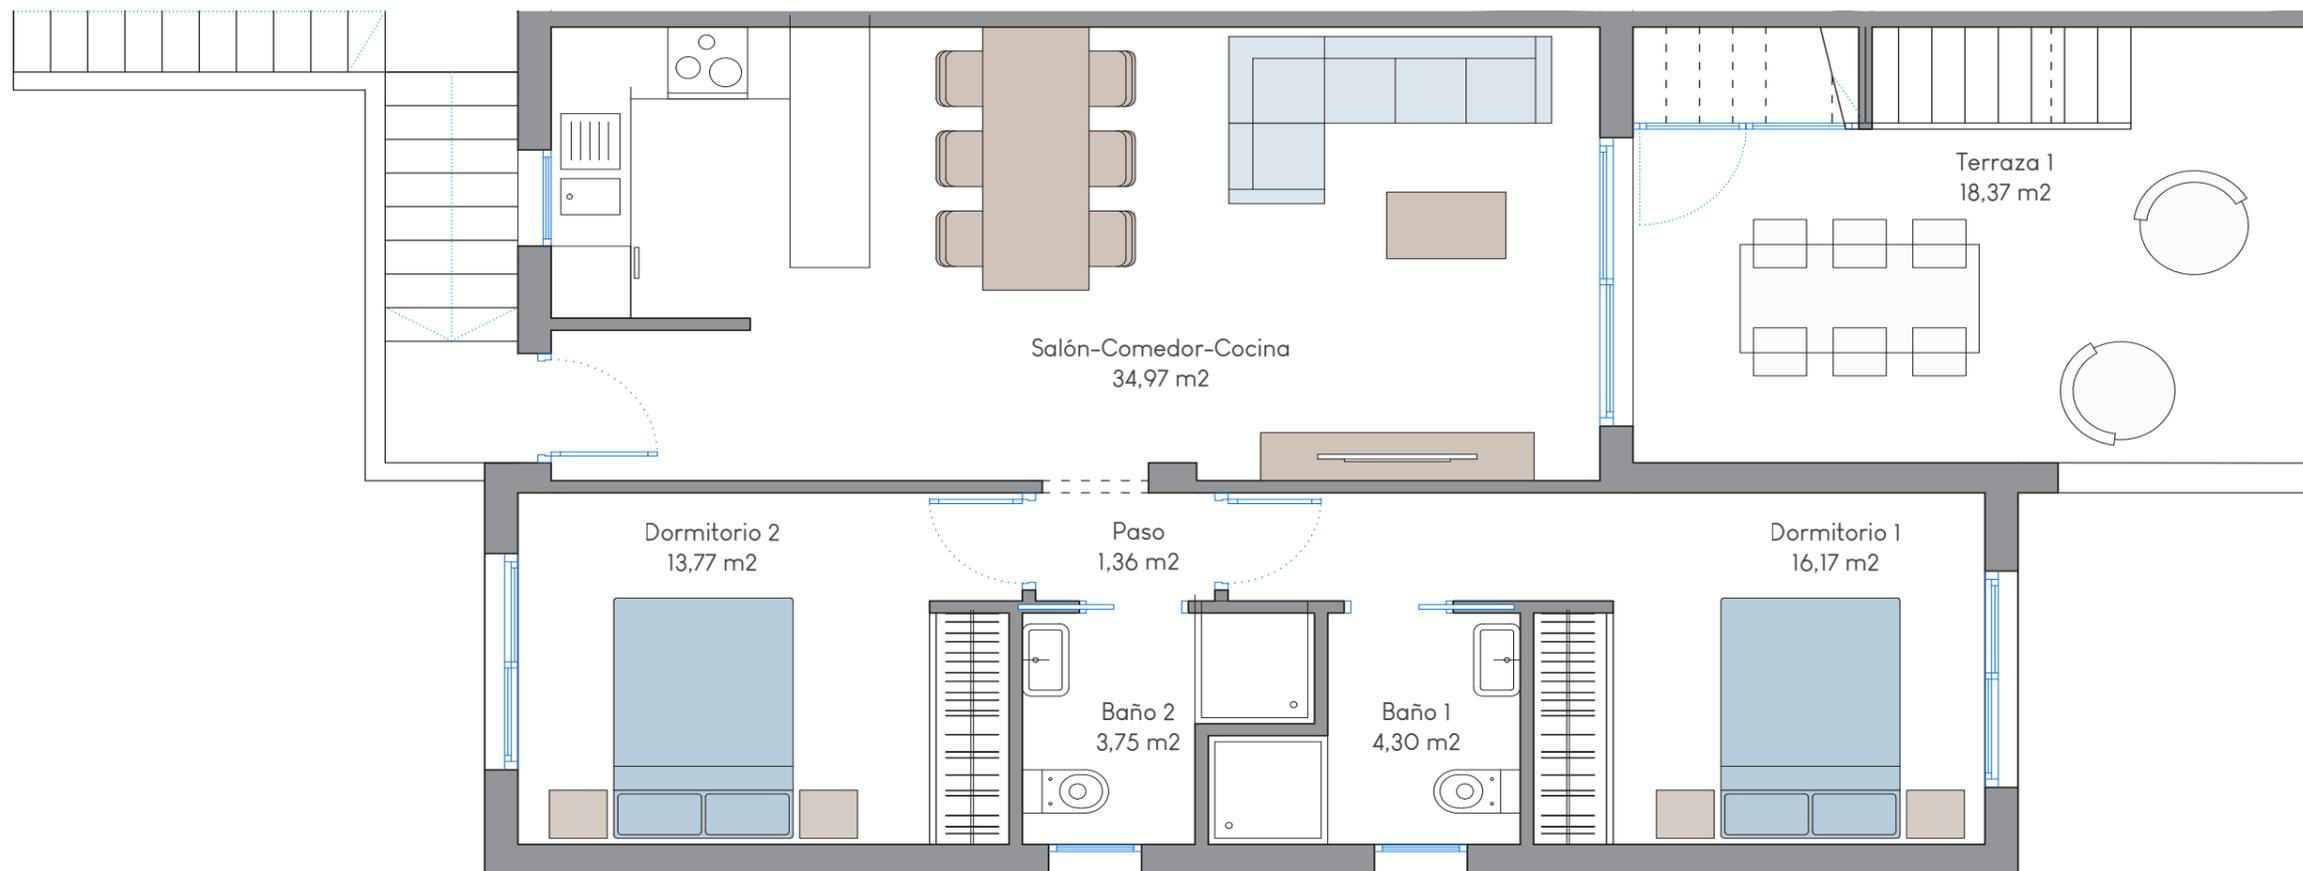 Terraza 1
18,37 m2
Salón-Comedor-Cocina
34,97 m2
Dormitorio 2
13,77 m2
Paso
1,36 m2
Dormitorio 1
16,17 m2
Baño 2
3,75 m2
Baño 1
4,30 m2